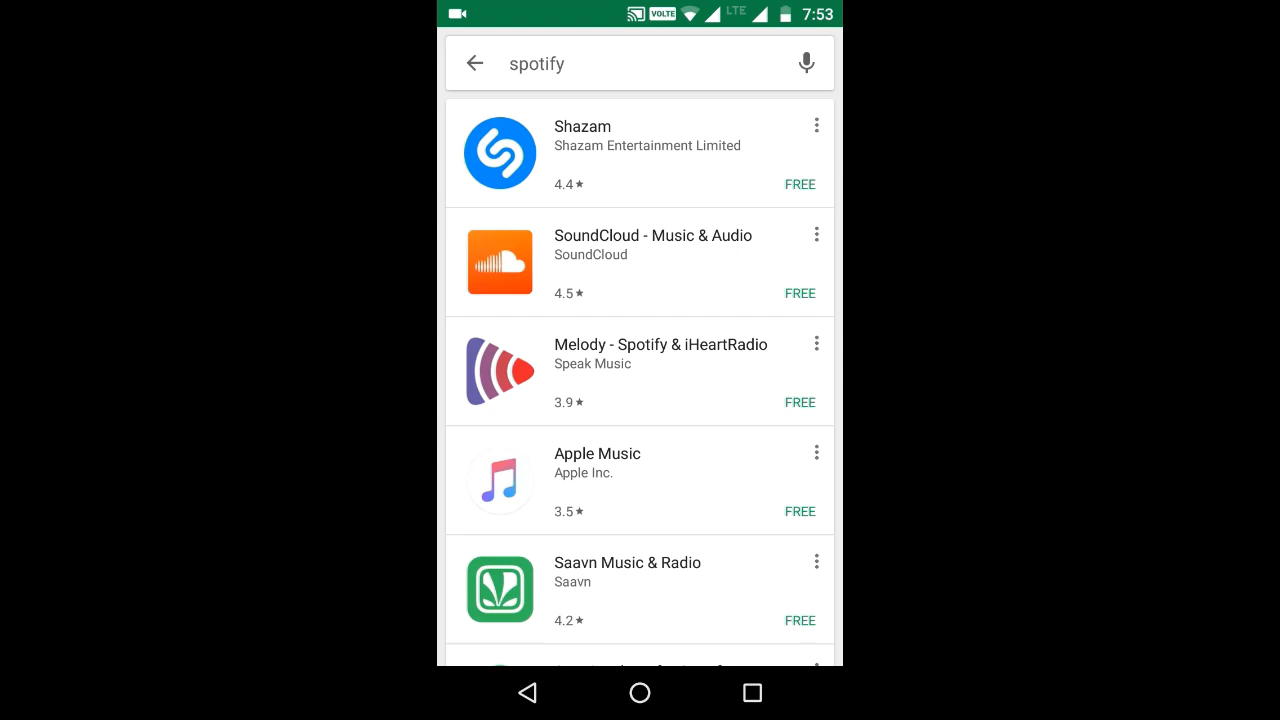 VOLTE LTE 7:53
spotify
Shazam
Shazam Entertainment Limited
4.4★ FREE
SoundCloud - Music & Audio
SoundCloud
4.5★ FREE
Melody - Spotify & iHeartRadio
Speak Music
3.9★ FREE
Apple Music
Apple Inc.
3.5★ FREE
Saavn Music & Radio
Saavn
4.2★ FREE